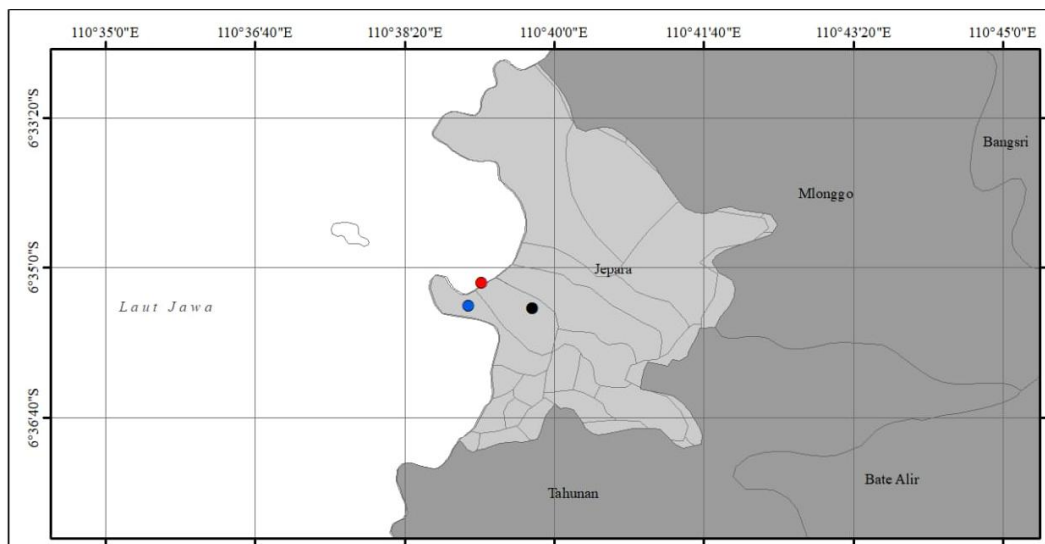 110°35'0"E 110°36'40"E 110°38'20"E 110°40'0"E 110°41'40"E 110°43'20"E 110°45'0"E
6°33'20"S
Bangsri
Mlonggo
6°35'0"S
Jepara
Laut Jawa
6°36'40"S
Tahunan
Bate Alir